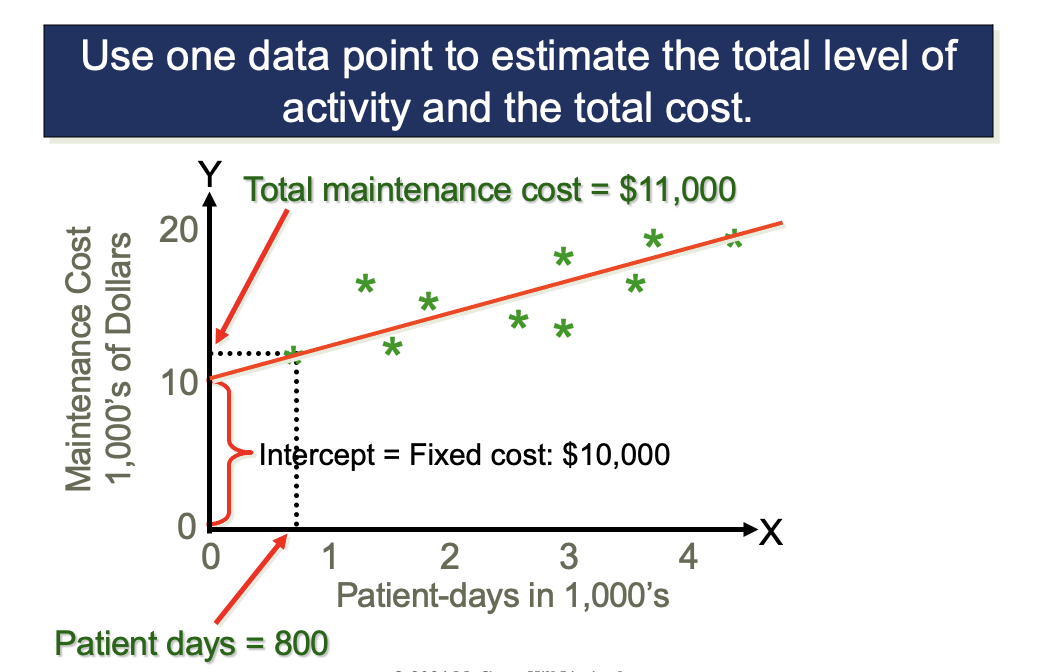 Use one data point to estimate the total level of
activity and the total cost.
Y
Total maintenance cost = $11,000
20
10
0
Maintenance Cost
1,000's of Dollars
Intercept = Fixed cost: $10,000
X
0 1 2 3 4
Patient-days in 1,000's
Patient days = 800